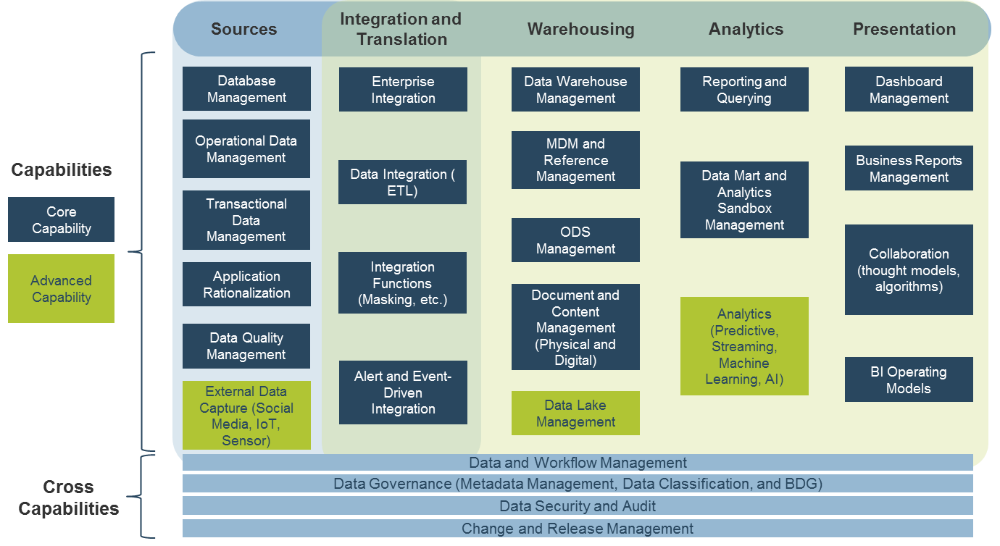 Sources
Integration and
Translation
Warehousing
Analytics
Presentation
Capabilities
Core
Capability
Advanced
Capability
Database
Management
Operational Data
Management
Transactional
Data
Management
Application
Rationalization
Data Quality
Management
External Data
Capture (Social
Media, IoT,
Sensor)
Enterprise
Integration
Data Integration (
ETL)
Integration
Functions
(Masking, etc.)
Alert and Event-
Driven
Integration
Data Warehouse
Management
MDM and
Reference
Management
ODS
Management
Document and
Content
Management
(Physical and
Digital)
Data Lake
Management
Reporting and
Querying
Data Mart and
Analytics
Sandbox
Management
Analytics
(Predictive,
Streaming,
Machine
Learning, AI)
Dashboard
Management
Business Reports
Management
Collaboration
(thought models,
algorithms)
BI Operating
Models
Cross
Capabilities
Data and Workflow Management
Data Governance (Metadata Management, Data Classification, and BDG)
Data Security and Audit
Change and Release Management